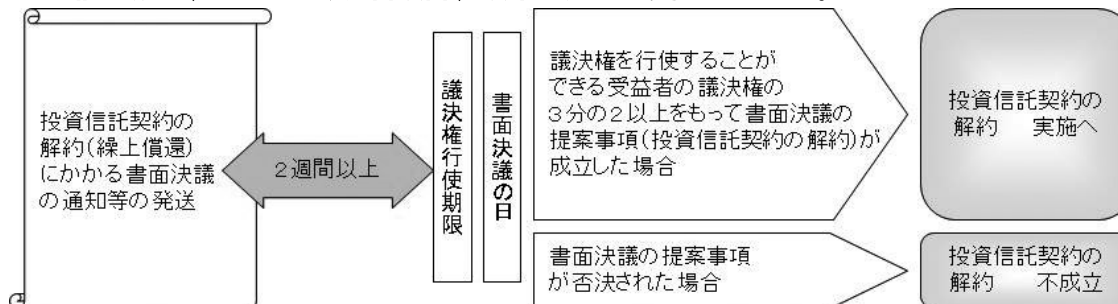 投資信託契約の
解約(繰上償還)
にかかる書面決議
の通知等の発送
2週間以上
議決権行使期限
書面決議の日
議決権を行使することが
できる受益者の議決権の
3分の2以上をもって書面決議の
提案事項(投資信託契約の解約)が
成立した場合
投資信託契約の
解約 実施へ
書面決議の提案事項
が否決された場合
投資信託契約の
解約 不成立